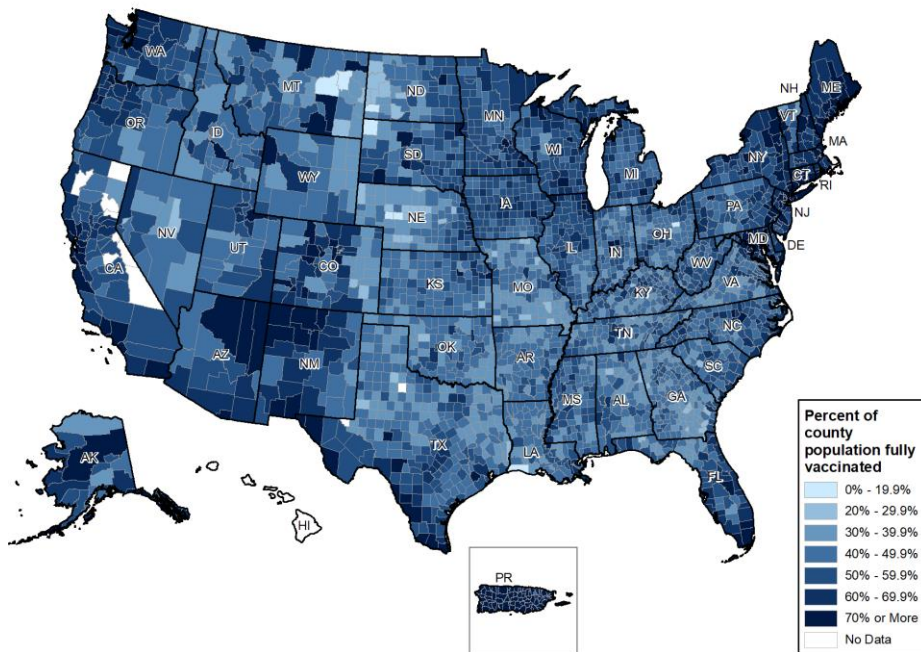 WA
MT
ND
MN
OR
ID
SD
WI
MI
NY
VT
NH
ME
MA
CT
RI
WY
NE
IA
PA
NJ
NV
UT
CO
IL
IN
OH
MD
DE
CA
KS
MO
WV
VA
KY
AZ
NM
OK
AR
TN
NC
SC
TX
LA
MS
AL
GA
FL
AK
HI
PR
Percent of
county
population fully
vaccinated
0% - 19.9%
20% - 29.9%
30% - 39.9%
40% - 49.9%
50% - 59.9%
60% - 69.9%
70% or More
No Data